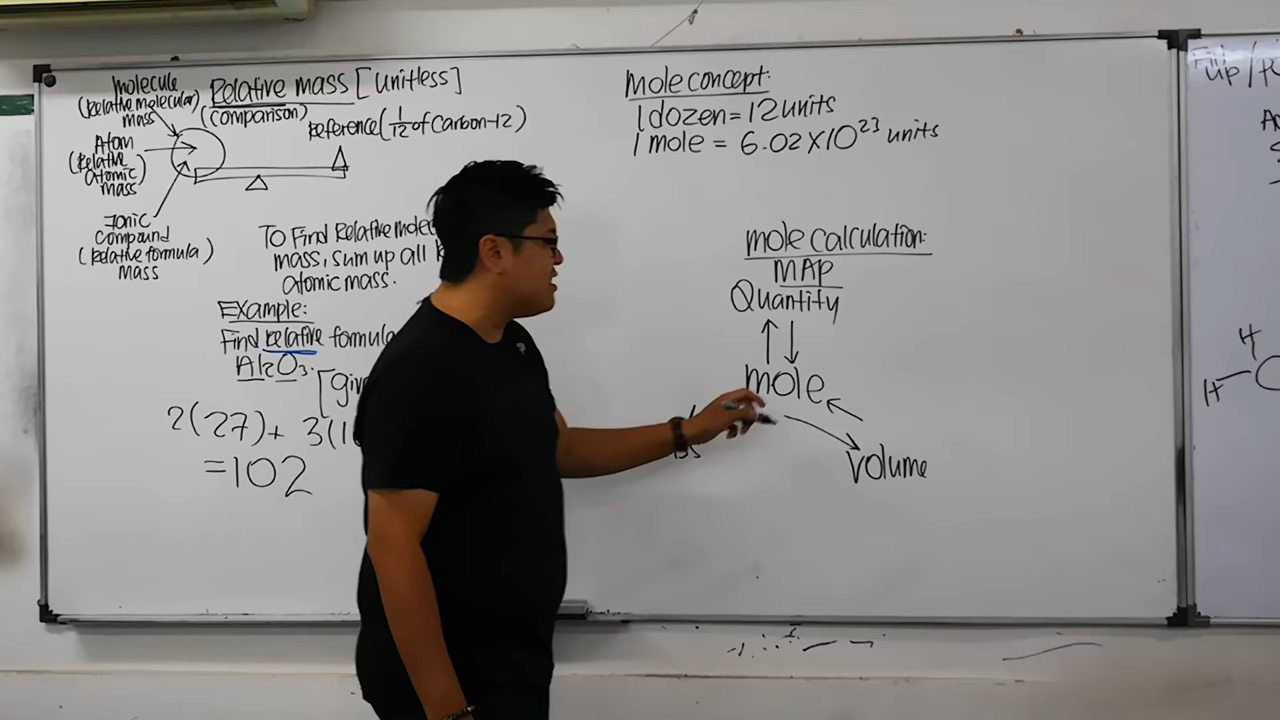 molecule
(Relative molecular)
mass
Atom
(Relative
atomic
mass)
Ionic
compound
(Relative formula)
mass
Relative mass [unitless]
(comparison)
Reference (1/12 of Carbon-12)
To Find Relative
mass, sum up all
atomic mass.
Example:
Find relative formula
Al2O3.
2(27) + 3(1
=102
mole concept:
1 dozen = 12 units
1 mole = 6.02 X 10^23 units
mole calculation:
MAP
Quantity
mole
volume
up /
H
H